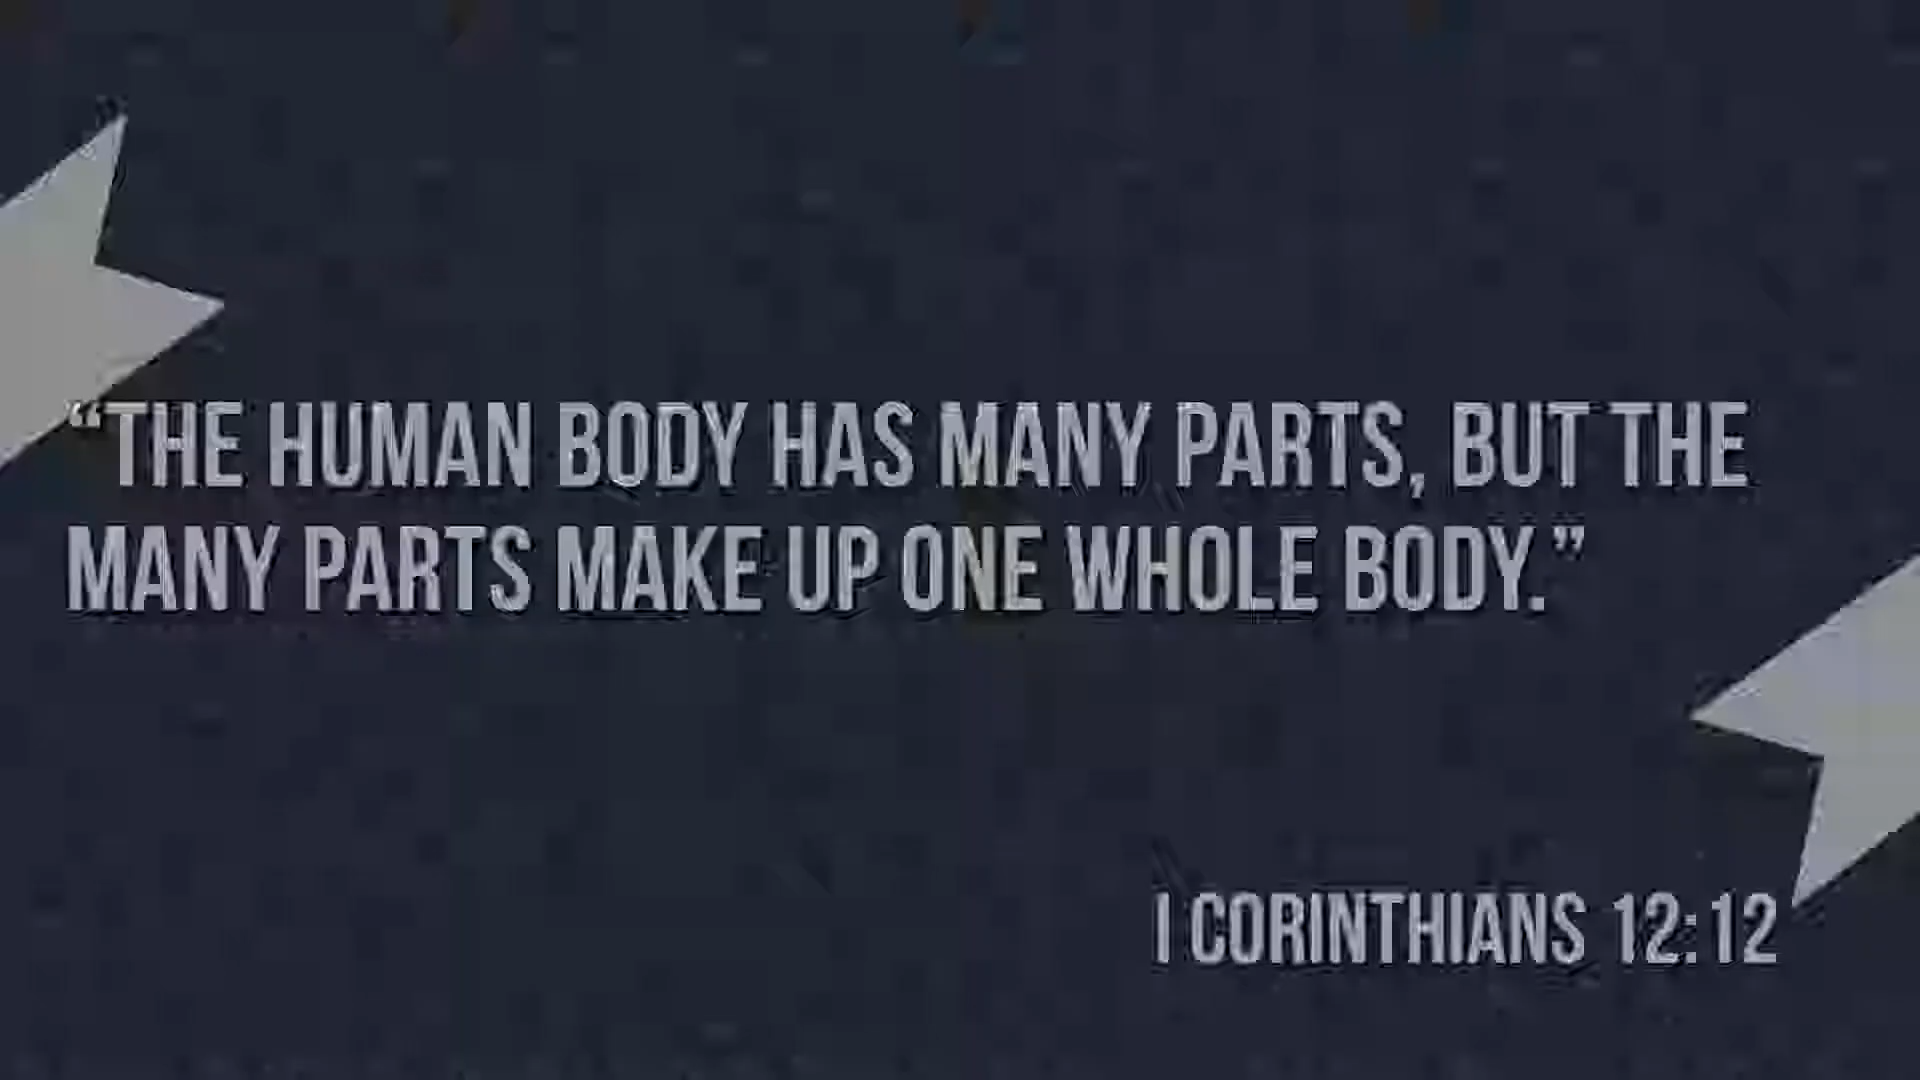 “THE HUMAN BODY HAS MANY PARTS, BUT THE
MANY PARTS MAKE UP ONE WHOLE BODY.”
I CORINTHIANS 12:12